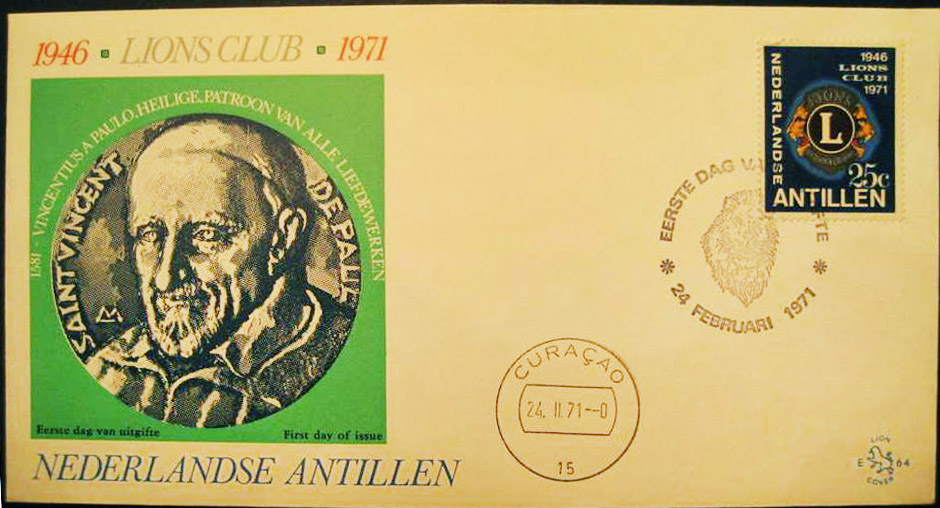 1946 ▪ LIONS CLUB ▪ 1971
1581 · VINCENTIUS A PAULO, HEILIGE, PATROON VAN ALLE LIEFDEWERKEN
SAINT VINCENT DE PAUL
Eerste dag van uitgifte
First day of issue
NEDERLANDSE ANTILLEN
1946
LIONS
CLUB
1971
NEDERLANDSE
LIONS
L
25c
ANTILLEN
EERSTE DAG
* 24 FEBRUARI 1971 *
CURAÇAO
24. II. 71--0
15
LION
E 64
COVER